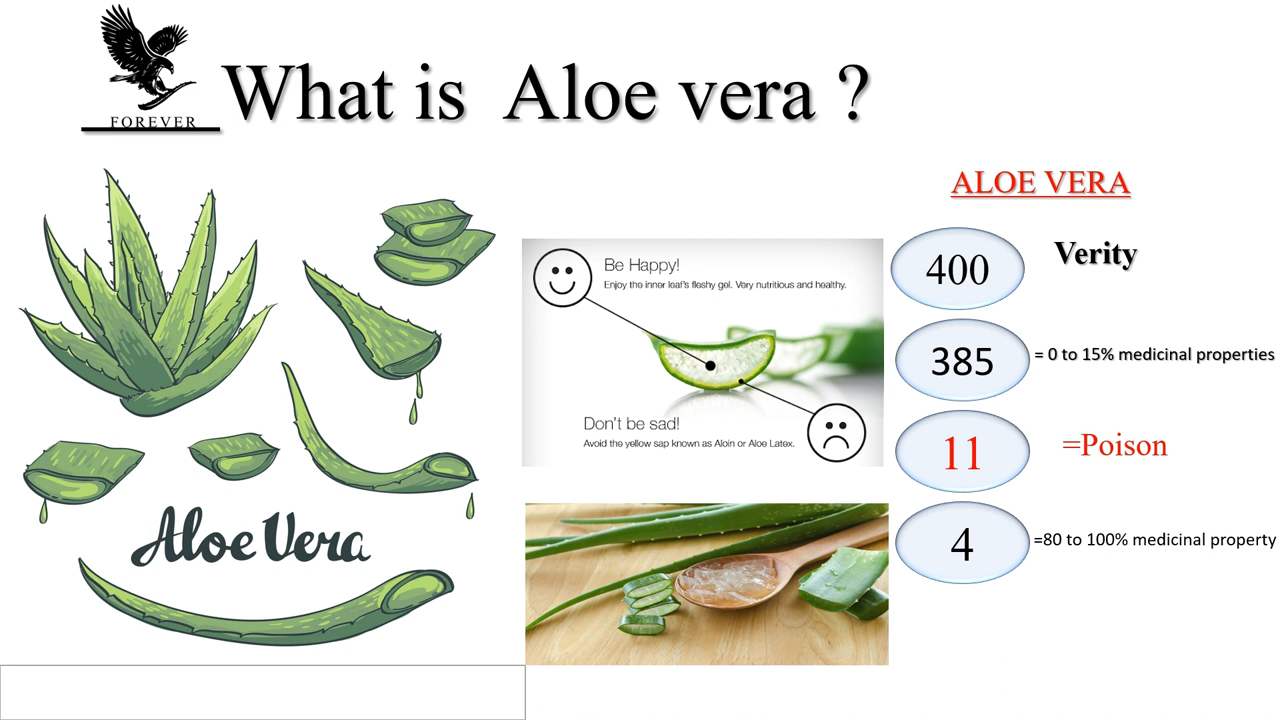 FOREVER
What is Aloe vera ?
Aloe Vera
Be Happy!
Enjoy the inner leaf's fleshy gel. Very nutritious and healthy.
Don't be sad!
Avoid the yellow sap known as Aloin or Aloe Latex.
ALOE VERA
400 Verity
385 = 0 to 15% medicinal properties
11 =Poison
4 =80 to 100% medicinal property